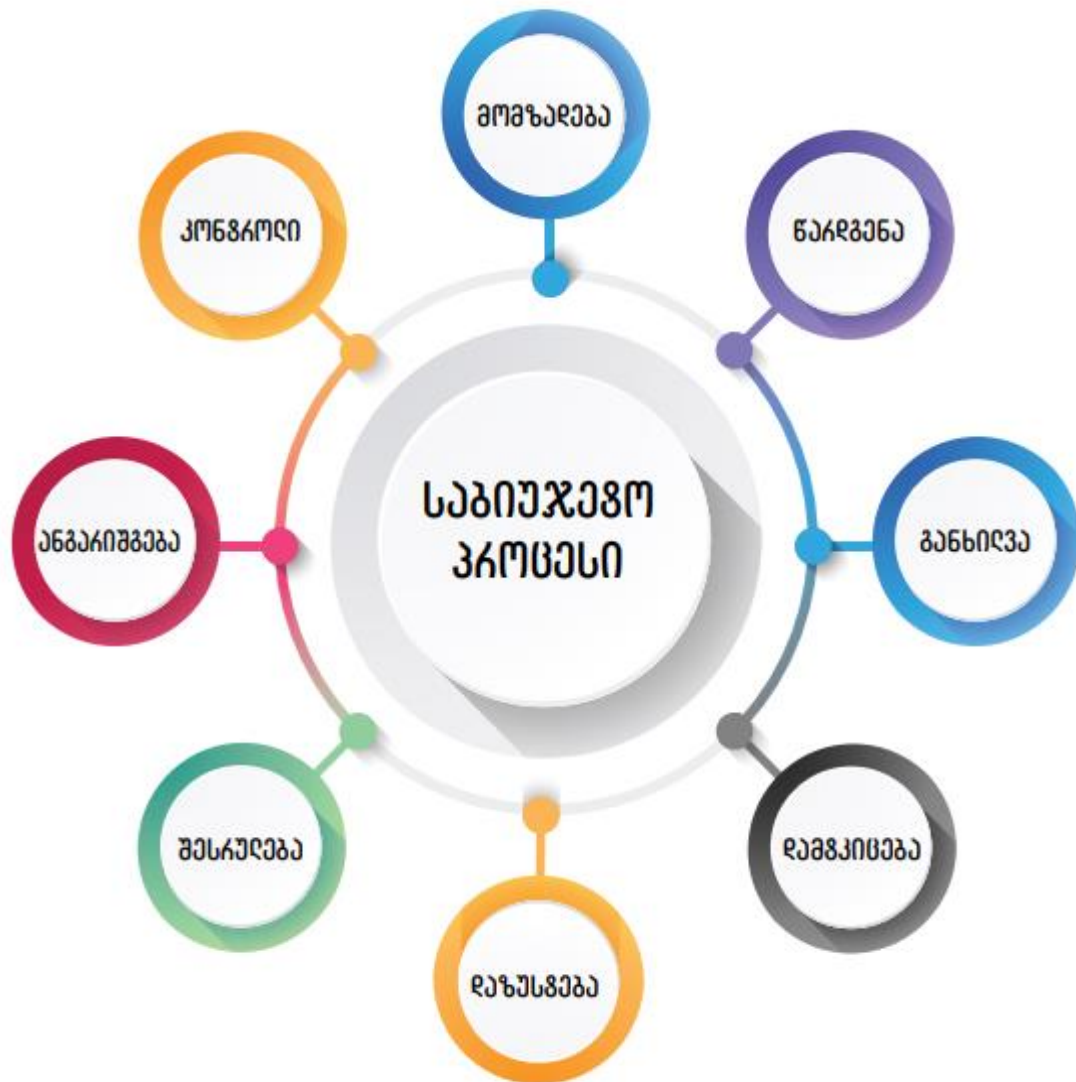 საბიუჯეტო
პროცესი
მომზადება
წარდგენა
განხილვა
დამტკიცება
დაზუსტება
შესრულება
ანგარიშგება
კონტროლი